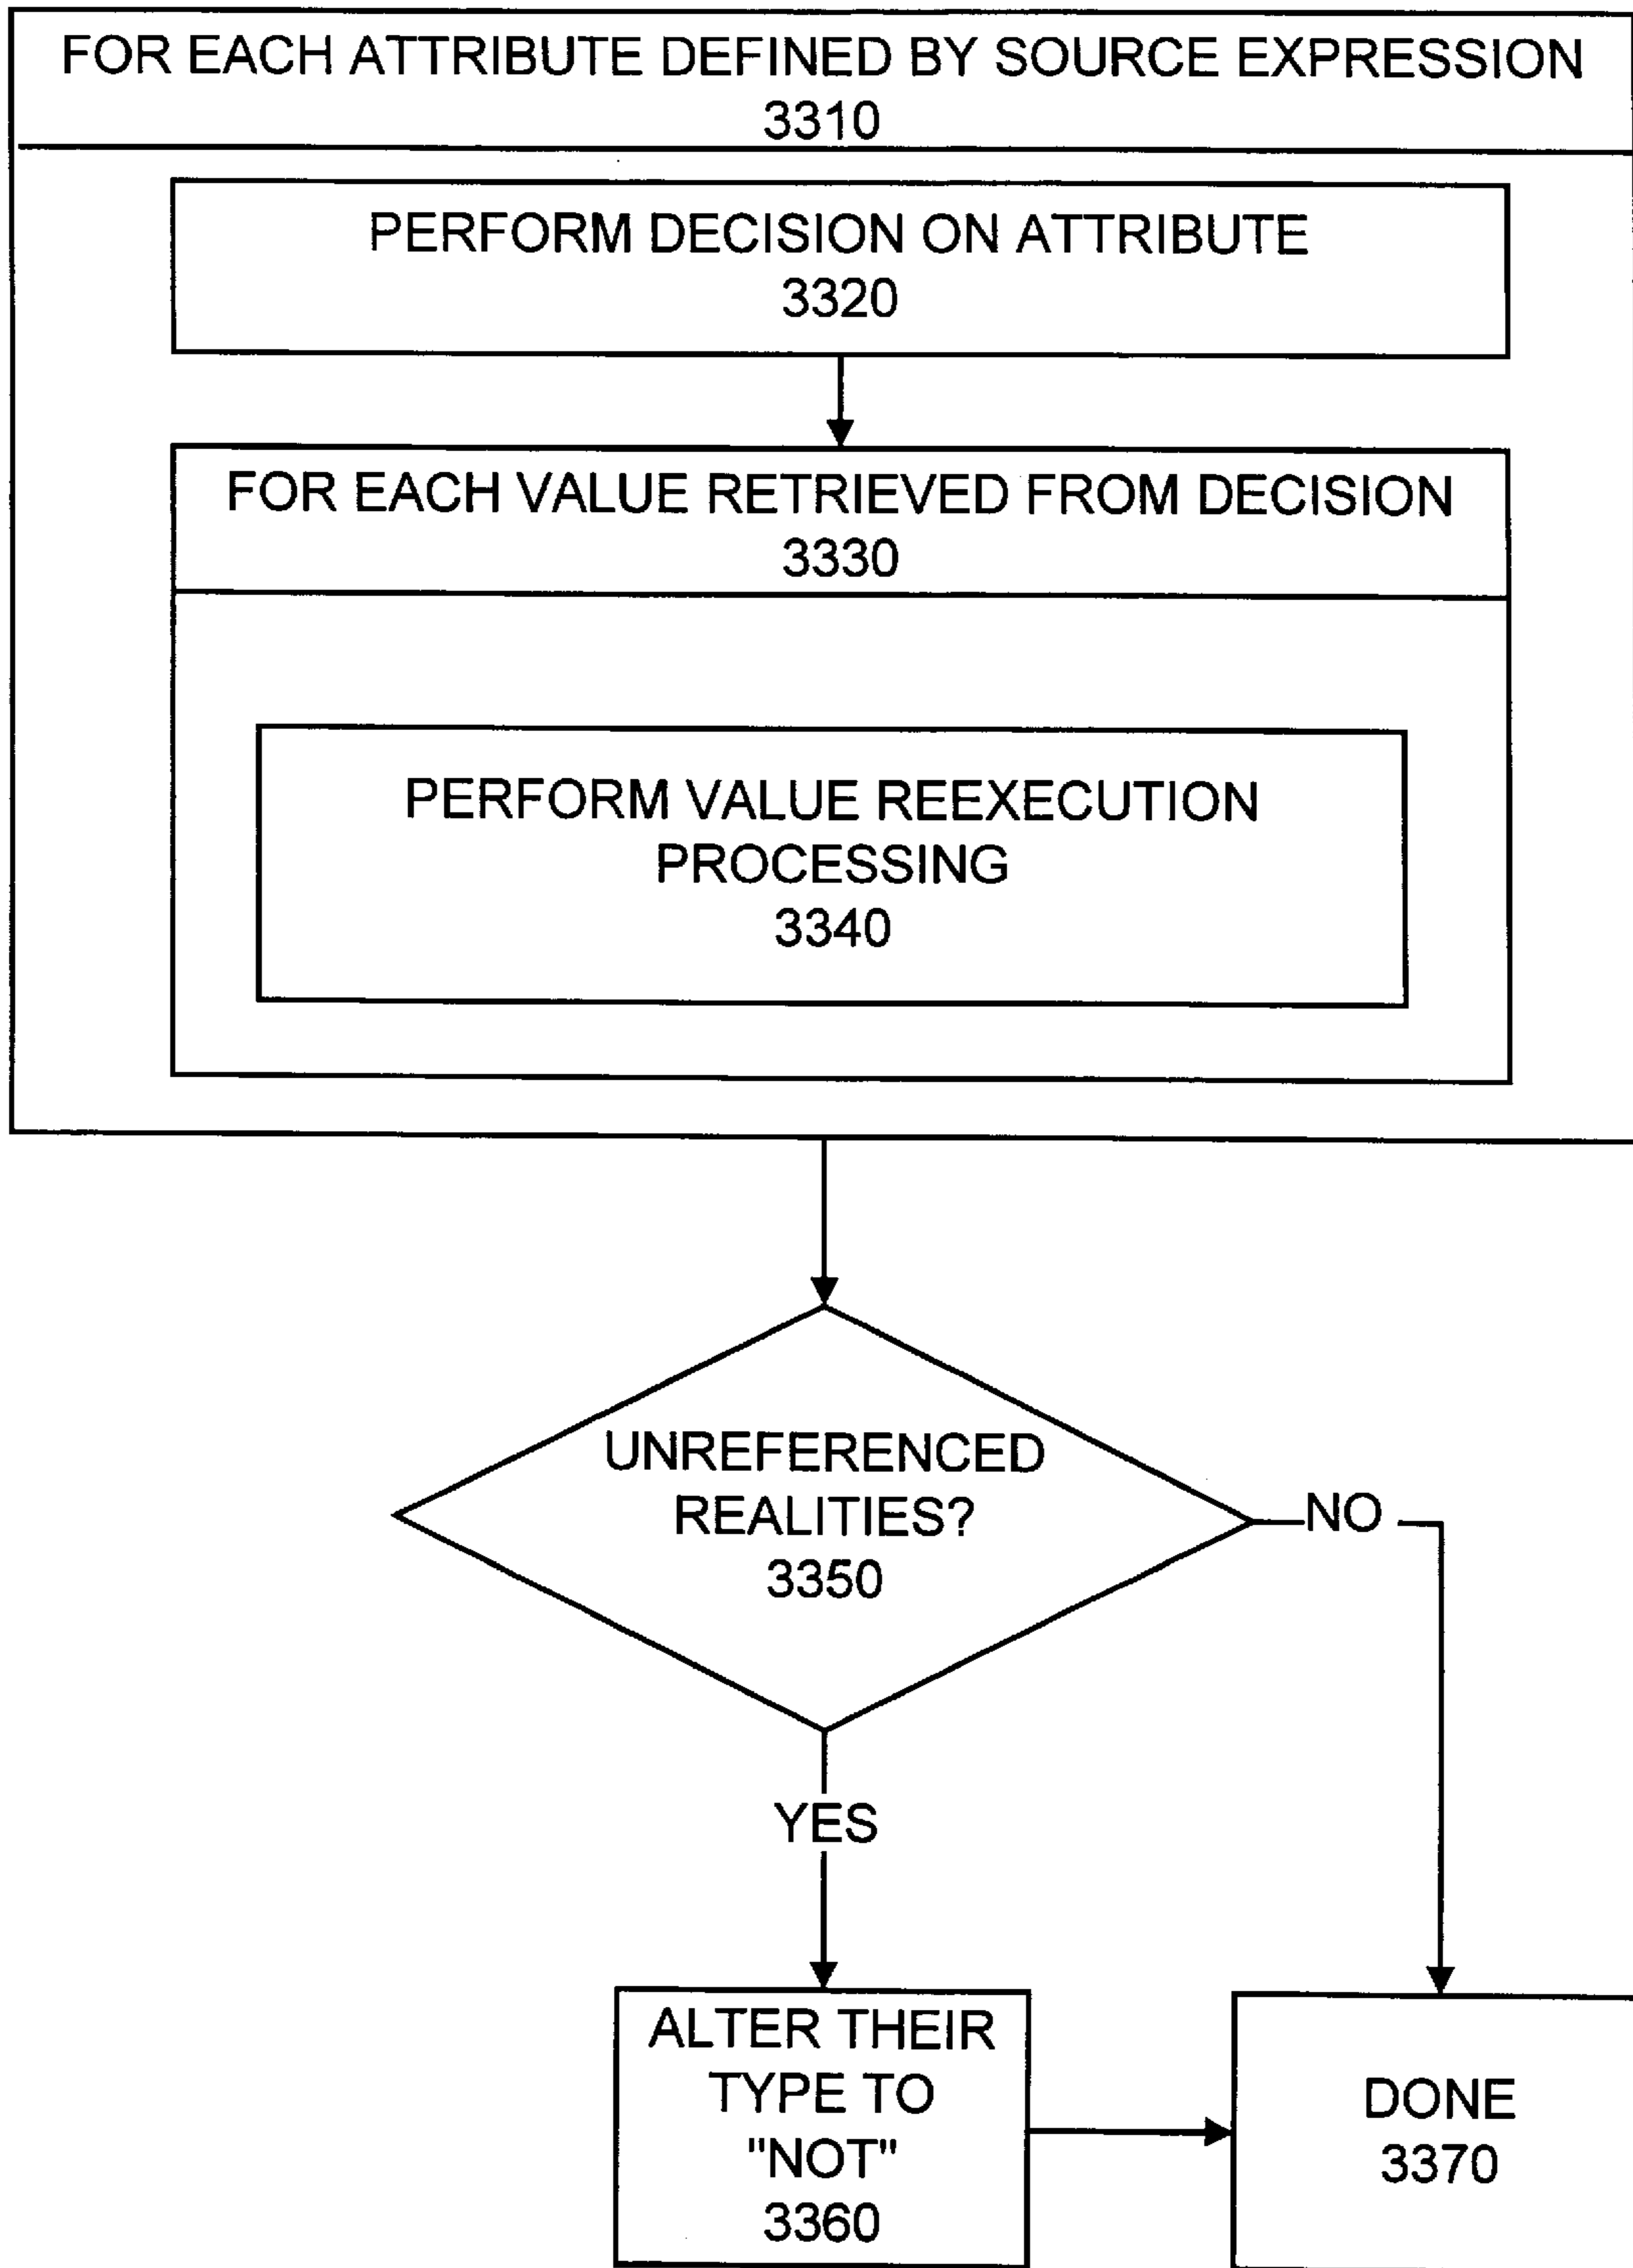 FOR EACH ATTRIBUTE DEFINED BY SOURCE EXPRESSION
3310
PERFORM DECISION ON ATTRIBUTE
3320
FOR EACH VALUE RETRIEVED FROM DECISION
3330
PERFORM VALUE REEXECUTION
PROCESSING
3340
UNREFERENCED
REALITIES?
3350
NO
YES
ALTER THEIR
TYPE TO
"NOT"
3360
DONE
3370